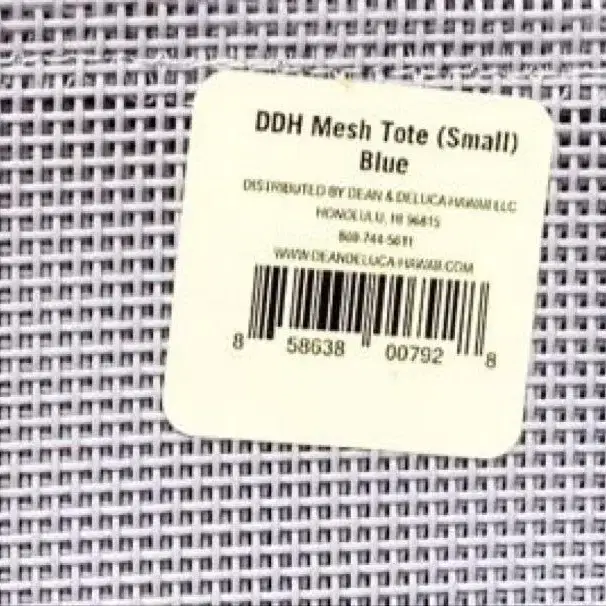 DDH Mesh Tote (Small)
Blue
DISTRIBUTED BY DEAN & DELUCA HAWAII LLC
HONOLULU, HI 96815
808-744-5611
WWW.DEANDELUCA-HAWAII.COM
8 58638 00792 8